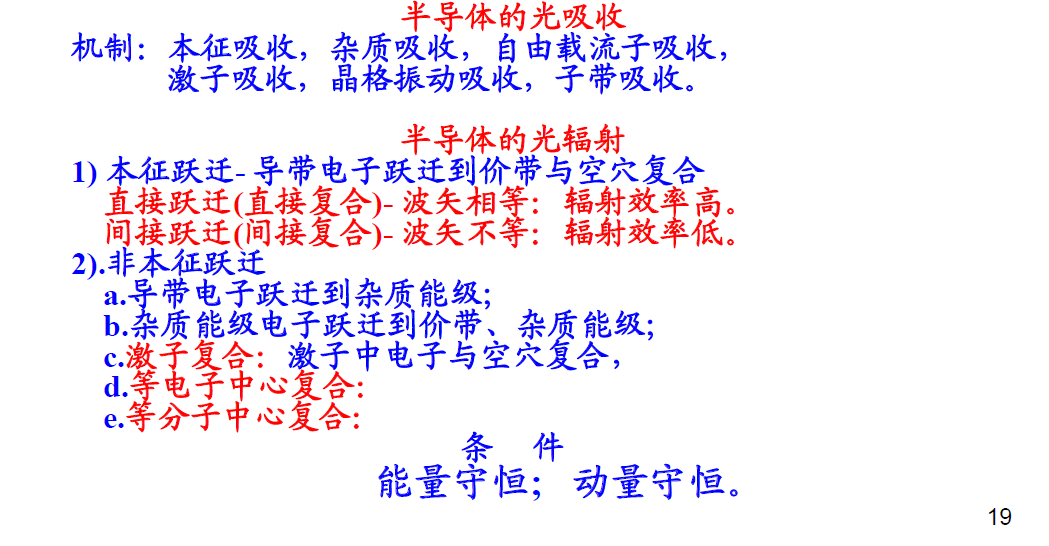 半导体的光吸收
机制：本征吸收，杂质吸收，自由载流子吸收，
激子吸收，晶格振动吸收，子带吸收。
半导体的光辐射
1) 本征跃迁- 导带电子跃迁到价带与空穴复合
直接跃迁(直接复合)- 波矢相等：辐射效率高。
间接跃迁(间接复合)- 波矢不等：辐射效率低。
2).非本征跃迁
a.导带电子跃迁到杂质能级；
b.杂质能级电子跃迁到价带、杂质能级；
c.激子复合：激子中电子与空穴复合，
d.等电子中心复合：
e.等分子中心复合：
条 件
能量守恒；动量守恒。
19